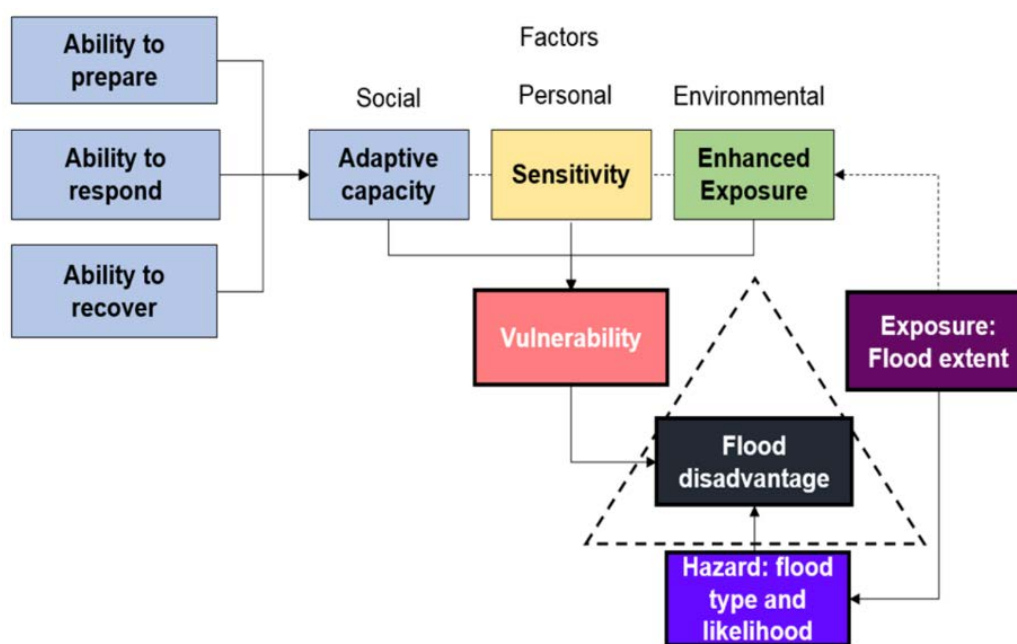 Ability to
prepare
Ability to
respond
Ability to
recover
Factors
Social
Personal
Environmental
Adaptive
capacity
Sensitivity
Enhanced
Exposure
Vulnerability
Exposure:
Flood extent
Flood
disadvantage
Hazard: flood
type and
likelihood